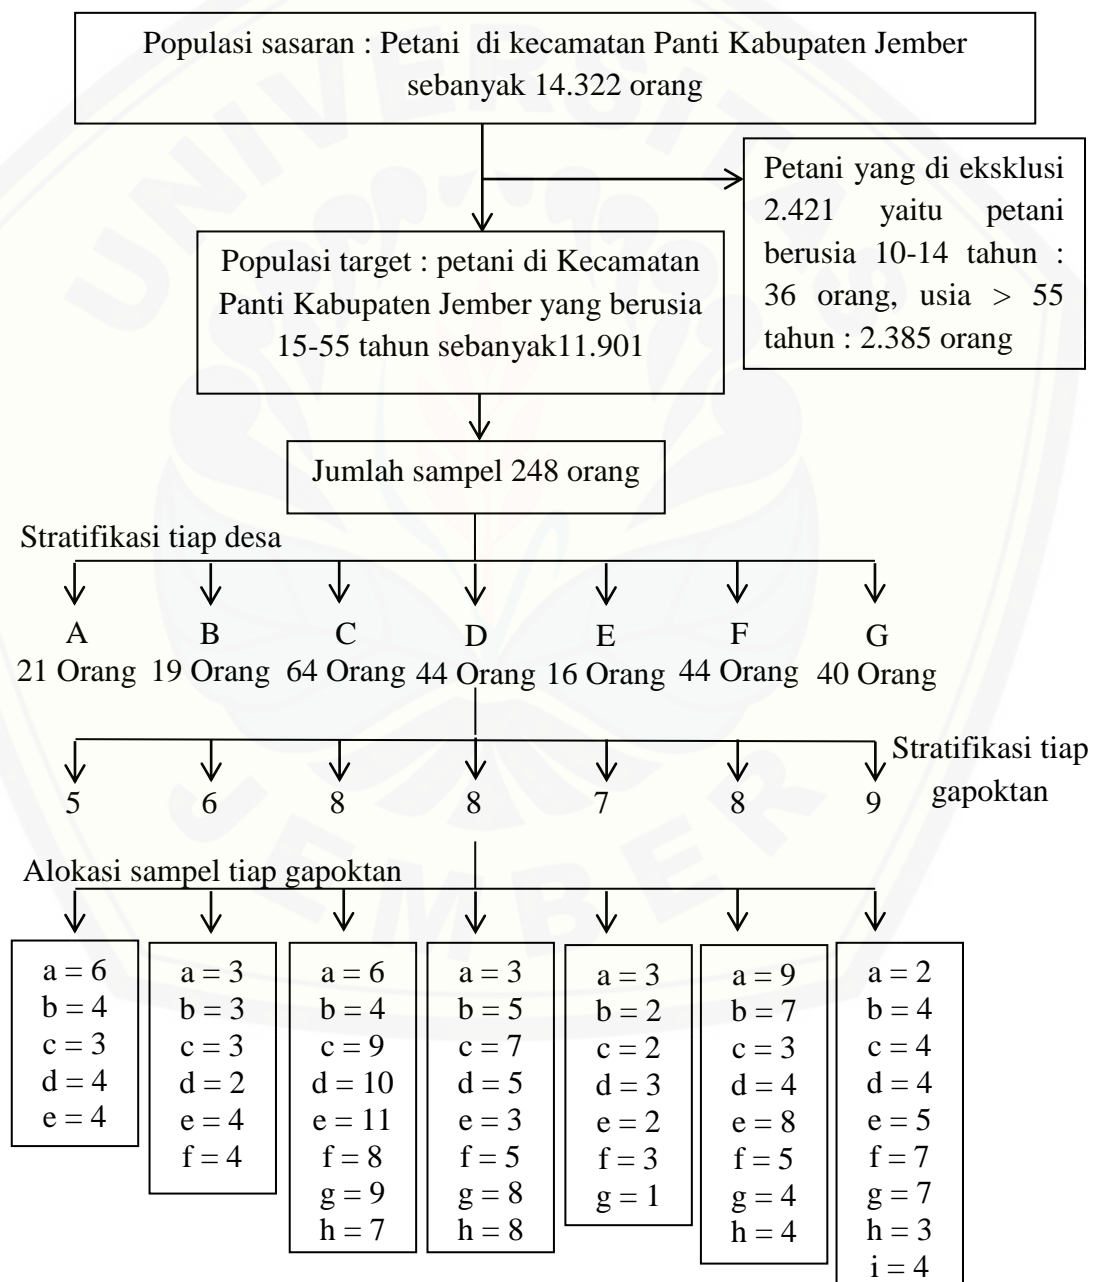 Populasi sasaran : Petani di kecamatan Panti Kabupaten Jember
sebanyak 14.322 orang
Petani yang di eksklusi
2.421 yaitu petani
berusia 10-14 tahun :
36 orang, usia > 55
tahun : 2.385 orang
Populasi target : petani di Kecamatan
Panti Kabupaten Jember yang berusia
15-55 tahun sebanyak11.901
Jumlah sampel 248 orang
Stratifikasi tiap desa
A B C D E F G
21 Orang 19 Orang 64 Orang 44 Orang 16 Orang 44 Orang 40 Orang
Stratifikasi tiap
gapoktan
5 6 8 8 7 8 9
Alokasi sampel tiap gapoktan
a = 6
b = 4
c = 3
d = 4
e = 4
a = 3
b = 3
c = 3
d = 2
e = 4
f = 4
a = 6
b = 4
c = 9
d = 10
e = 11
f = 8
g = 9
h = 7
a = 3
b = 5
c = 7
d = 5
e = 3
f = 5
g = 8
h = 8
a = 3
b = 2
c = 2
d = 3
e = 2
f = 3
g = 1
a = 9
b = 7
c = 3
d = 4
e = 8
f = 5
g = 4
h = 4
a = 2
b = 4
c = 4
d = 4
e = 5
f = 7
g = 7
h = 3
i = 4
UNIVERSITAS
JEMBER